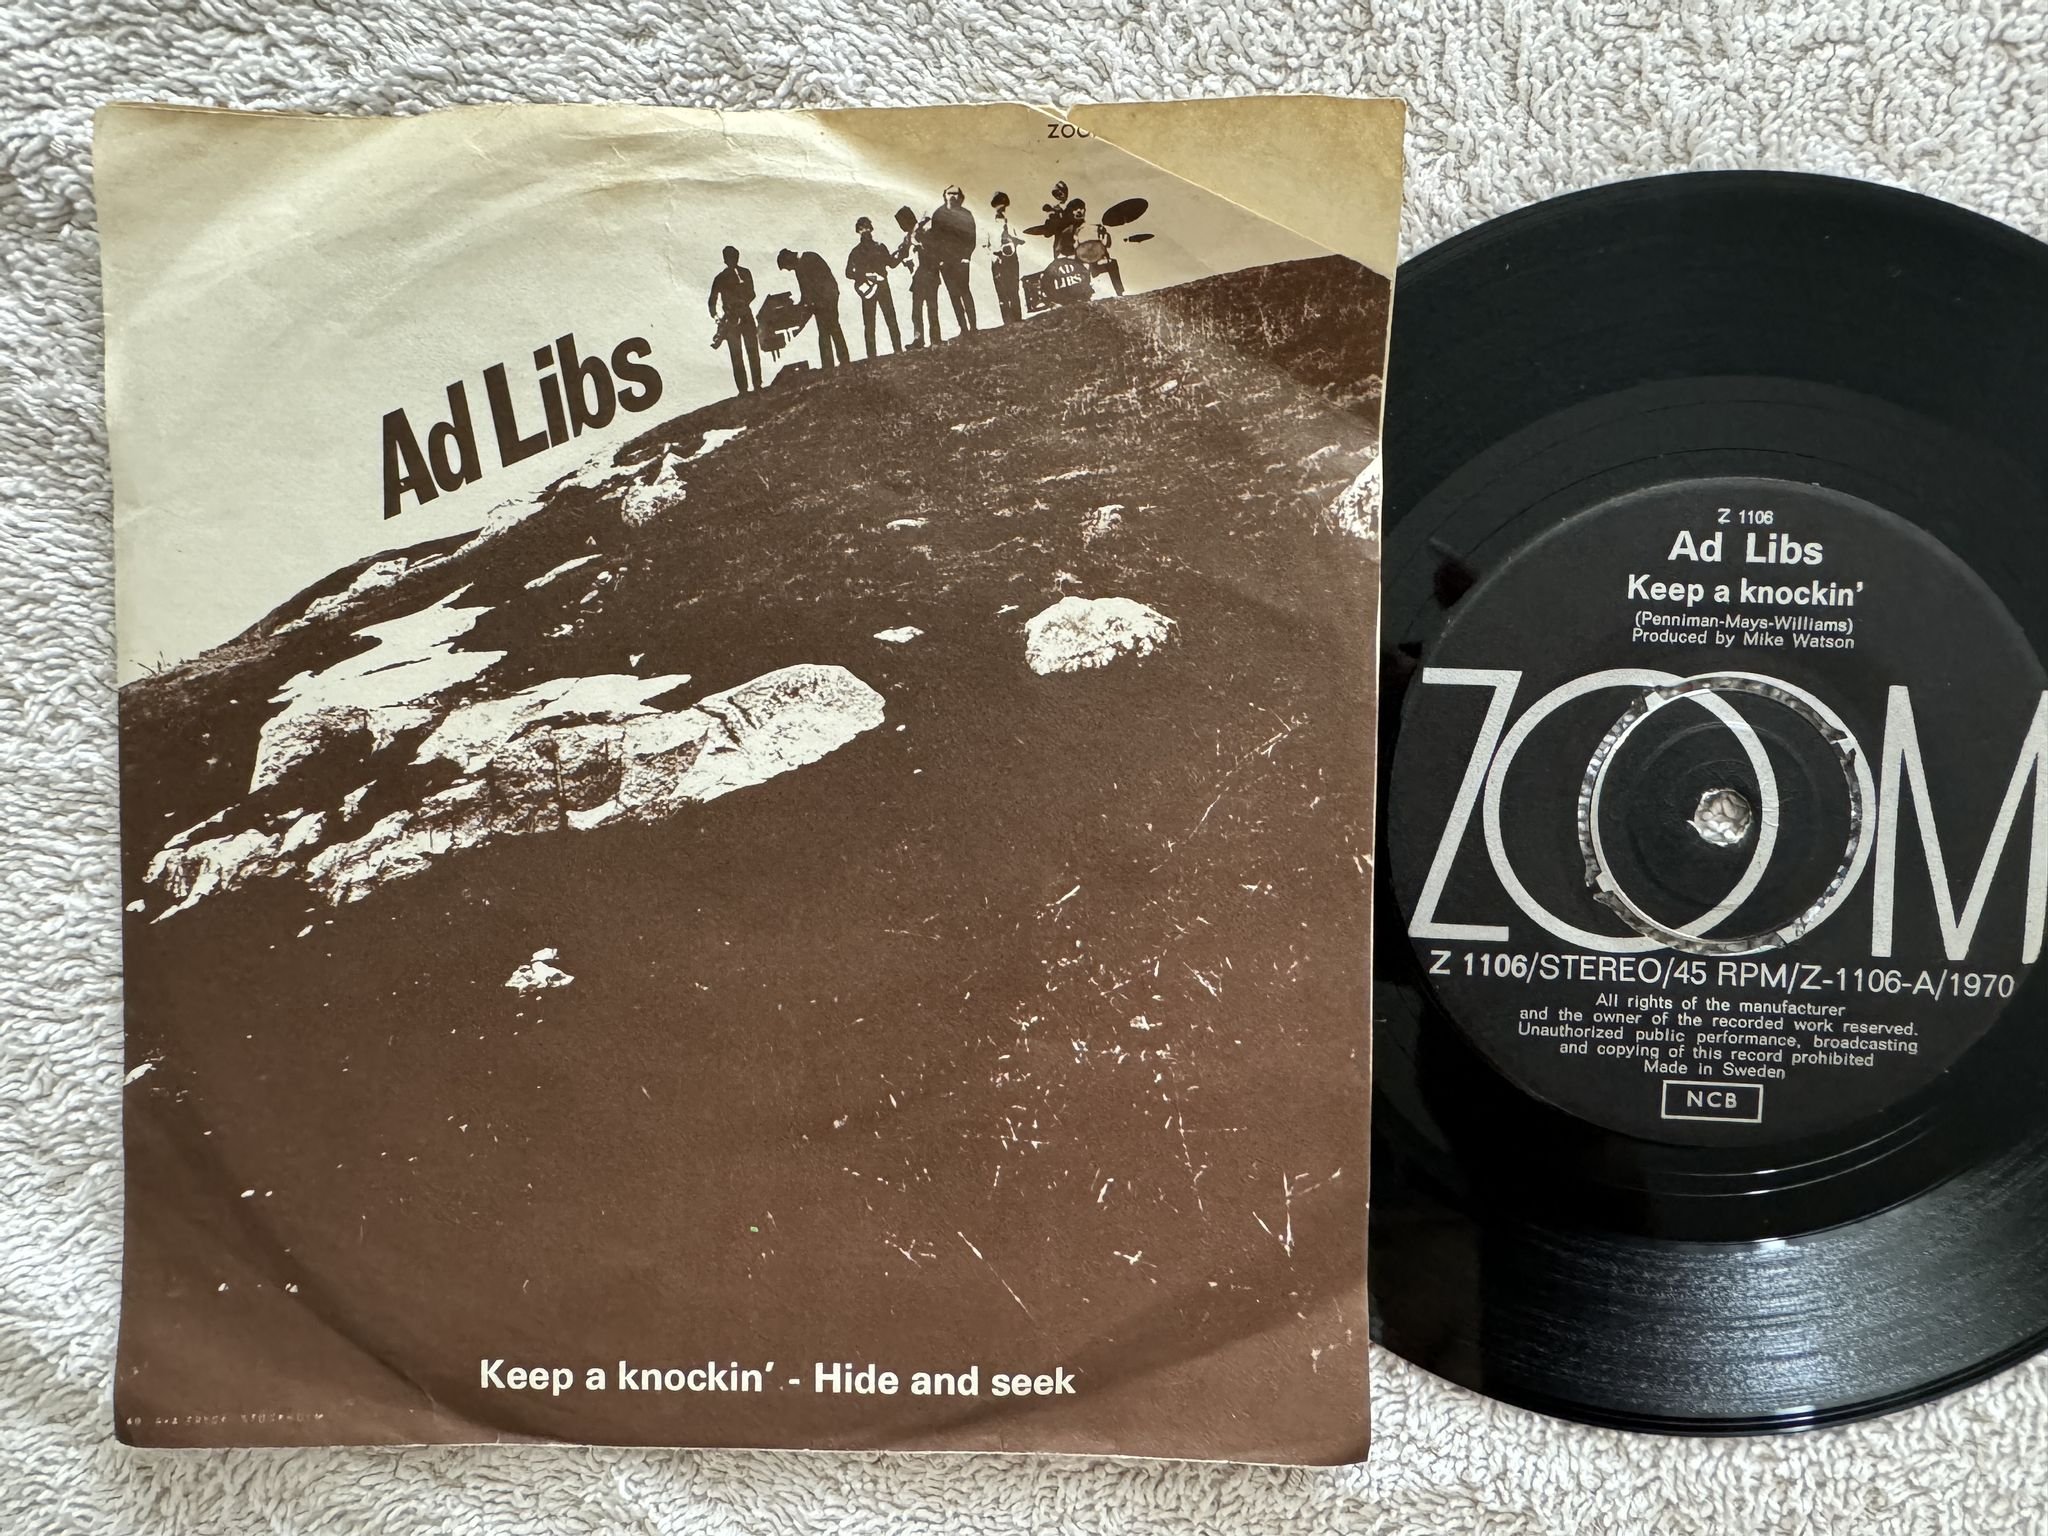 ZOO
Ad Libs
AD
LIBS
Keep a knockin' - Hide and seek
Z 1106
Ad Libs
Keep a knockin'
(Penniman-Mays-Williams)
Produced by Mike Watson
ZOOM
Z 1106/STEREO/45 RPM/Z-1106-A/1970
All rights of the manufacturer
and the owner of the recorded work reserved.
Unauthorized public performance, broadcasting
and copying of this record prohibited
Made in Sweden
NCB